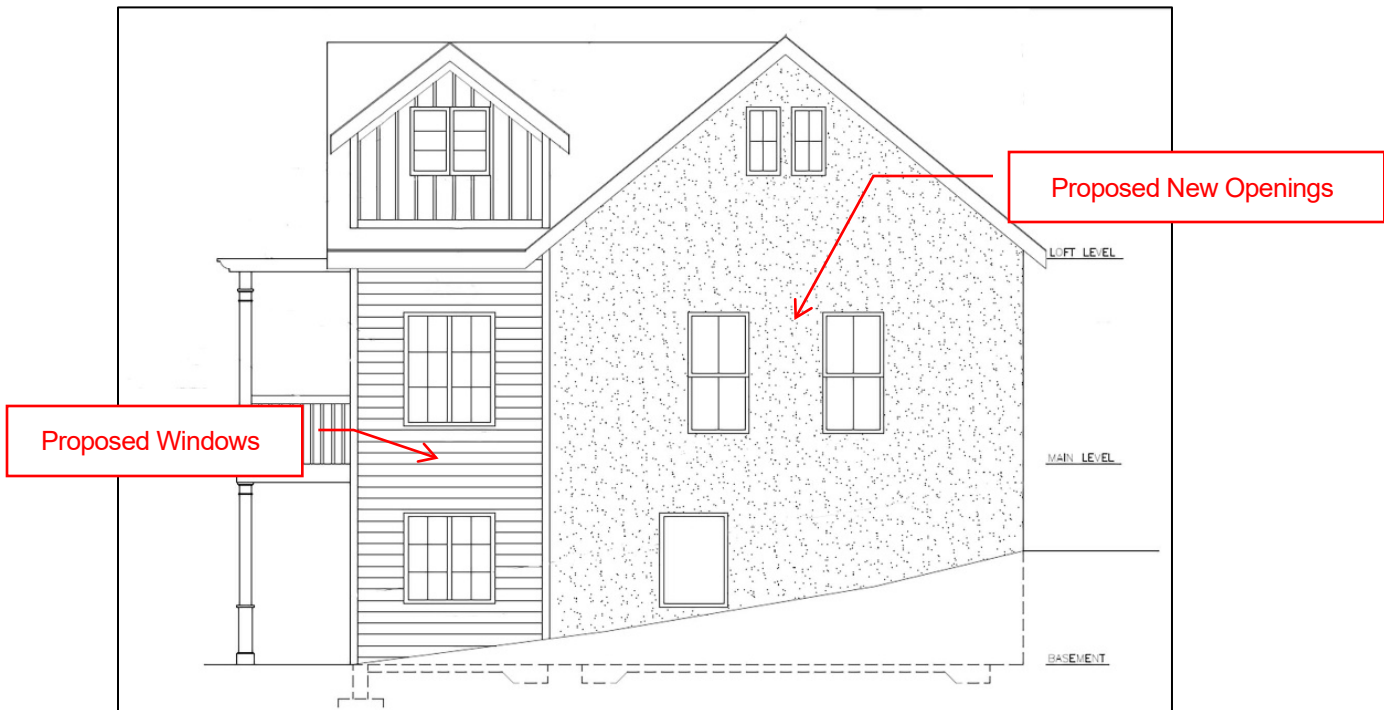 Proposed New Openings
LOFT LEVEL
Proposed Windows
MAIN LEVEL
BASEMENT